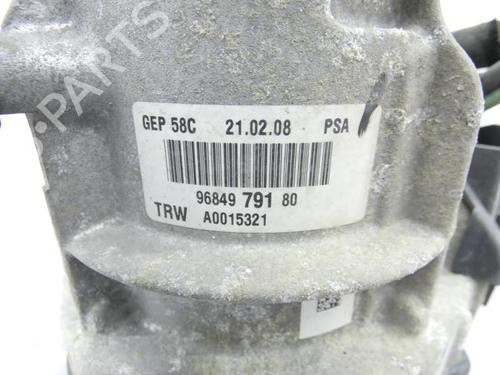 PARTS
GEP 58C 21.02.08 PSA
96849 791 80
TRW A0015321